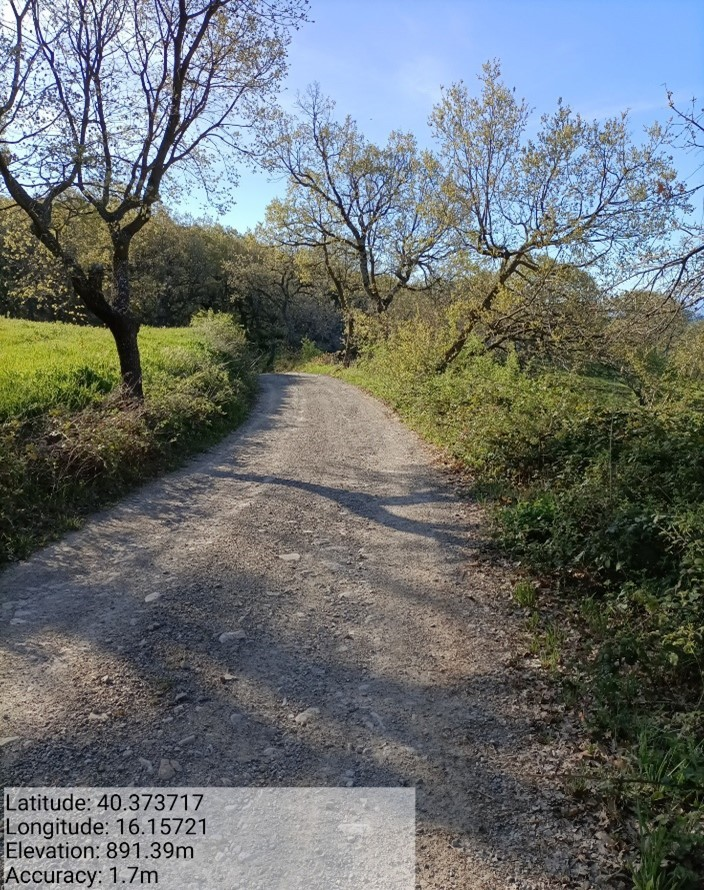 Latitude: 40.373717
Longitude: 16.15721
Elevation: 891.39m
Accuracy: 1.7m